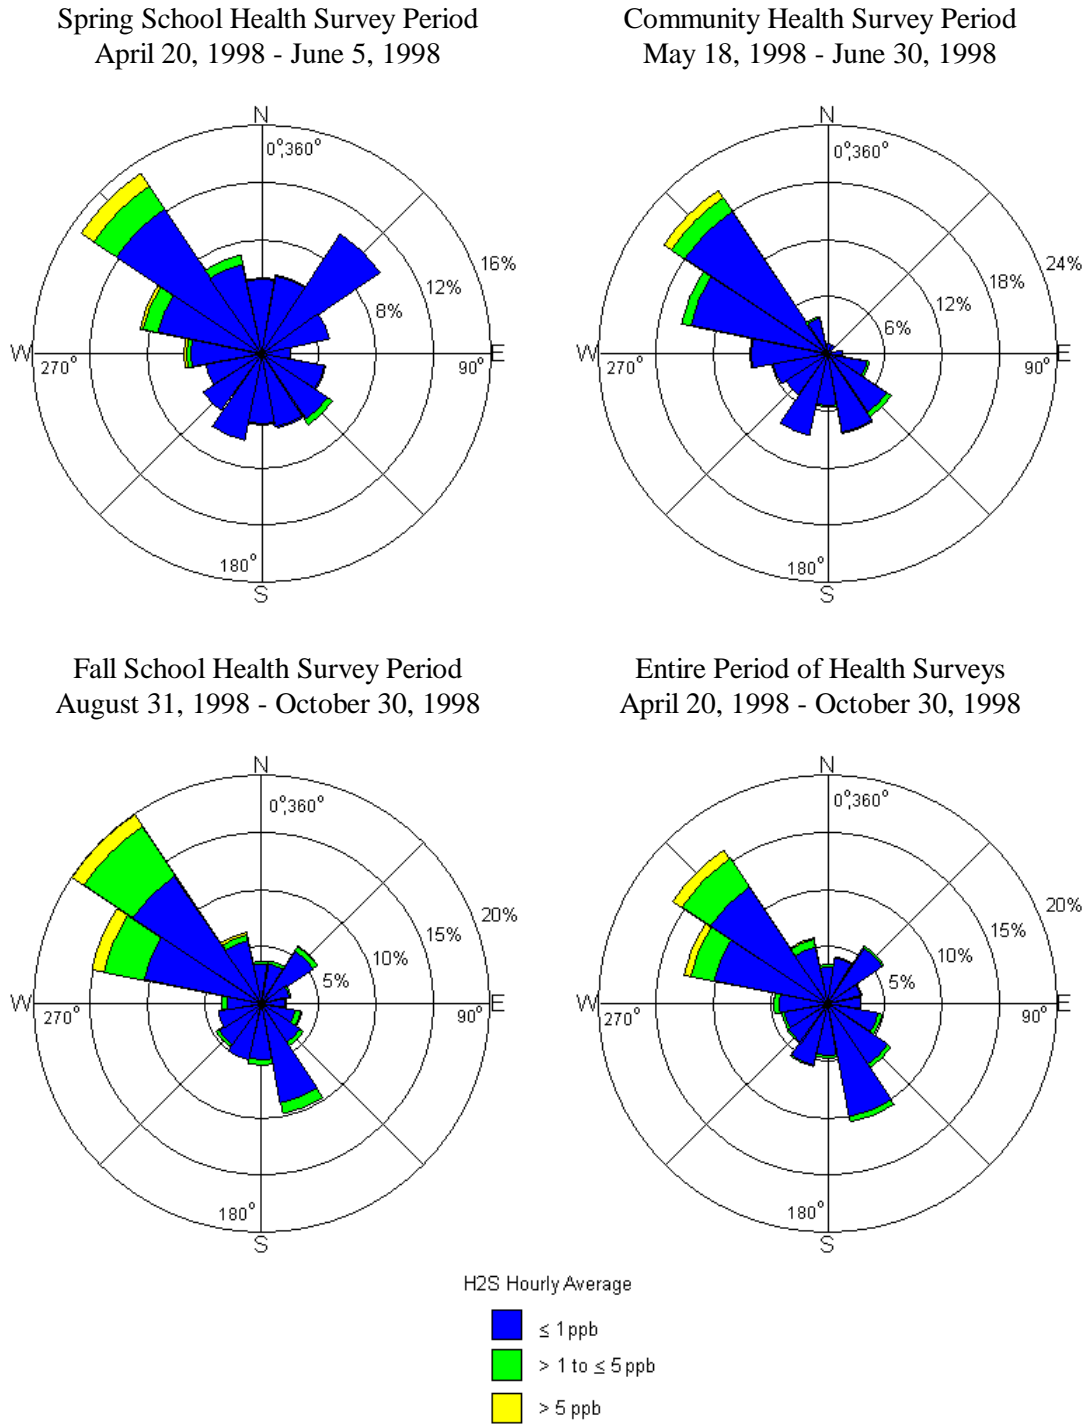 Spring School Health Survey Period
April 20, 1998 - June 5, 1998
N
0°,360°
16%
12%
8%
W
270°
E
90°
180°
S
Community Health Survey Period
May 18, 1998 - June 30, 1998
N
0°,360°
24%
18%
12%
6%
W
270°
E
90°
180°
S
Fall School Health Survey Period
August 31, 1998 - October 30, 1998
N
0°,360°
20%
15%
10%
5%
W
270°
E
90°
180°
S
Entire Period of Health Surveys
April 20, 1998 - October 30, 1998
N
0°,360°
20%
15%
10%
5%
W
270°
E
90°
180°
S
H2S Hourly Average
≤ 1 ppb
> 1 to ≤ 5 ppb
> 5 ppb